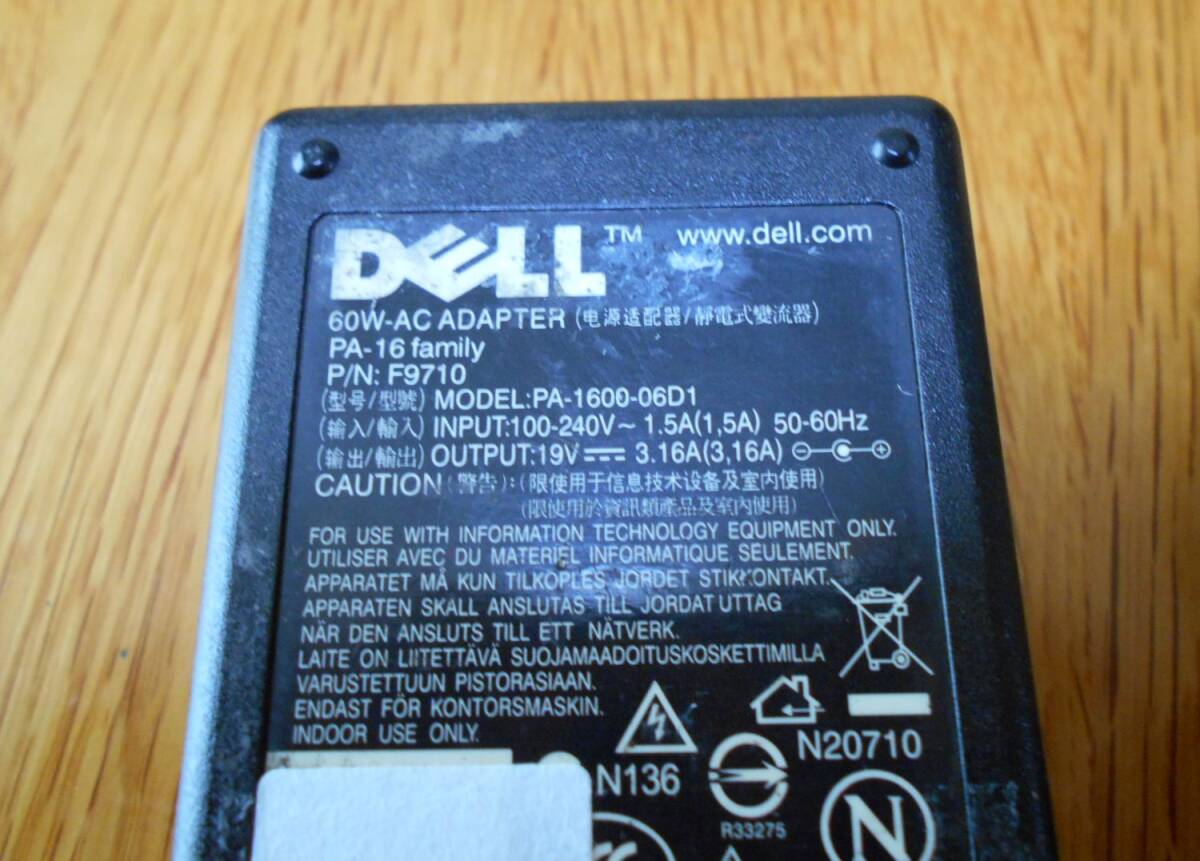 DELL™ www.dell.com
60W-AC ADAPTER (电源适配器/靜電式變流器)
PA-16 family
P/N: F9710
(型号/型號) MODEL:PA-1600-06D1
(输入/輸入) INPUT:100-240V~ 1.5A(1,5A) 50-60Hz
(输出/輸出) OUTPUT:19V 3.16A(3,16A)
CAUTION (警告):(限使用于信息技术设备及室内使用)
(限使用於資訊類產品及室內使用)
FOR USE WITH INFORMATION TECHNOLOGY EQUIPMENT ONLY.
UTILISER AVEC DU MATERIEL INFORMATIQUE SEULEMENT.
APPARATET MÅ KUN TILKOPLES JORDET STIKKONTAKT.
APPARATEN SKALL ANSLUTAS TILL JORDAT UTTAG
NÄR DEN ANSLUTS TILL ETT NÄTVERK.
LAITE ON LIITETTÄVÄ SUOJAMAADOITUSKOSKETTIMILLA
VARUSTETTUUN PISTORASIAAN.
ENDAST FÖR KONTORSMASKIN.
INDOOR USE ONLY.
N20710
N136
R33275
N